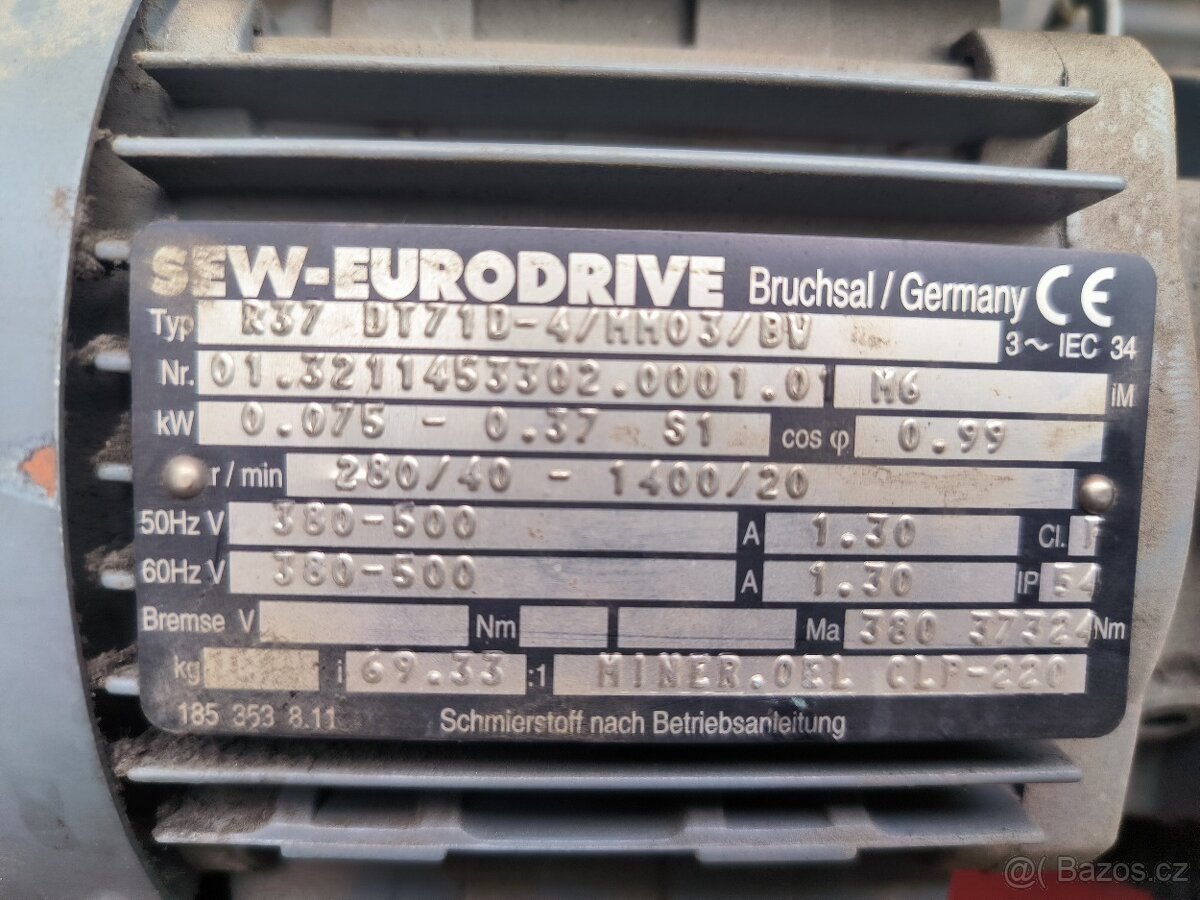 SEW-EURODRIVE Bruchsal / Germany CE
Typ R37 DT71D-4/MM03/BW 3~ IEC 34
Nr. 01.3211453302.0001.01 M6 iM
kW 0.075 - 0.37 S1 cos φ 0.99
r / min 280/40 - 1400/20
50Hz V 380-500 A 1.30 Cl. F
60Hz V 380-500 A 1.30 IP 54
Bremse V Nm Ma 380 37324 Nm
kg i 69.33 :1 MINER.OEL CLP-220
185 353 8.11 Schmierstoff nach Betriebsanleitung
Bazos.cz